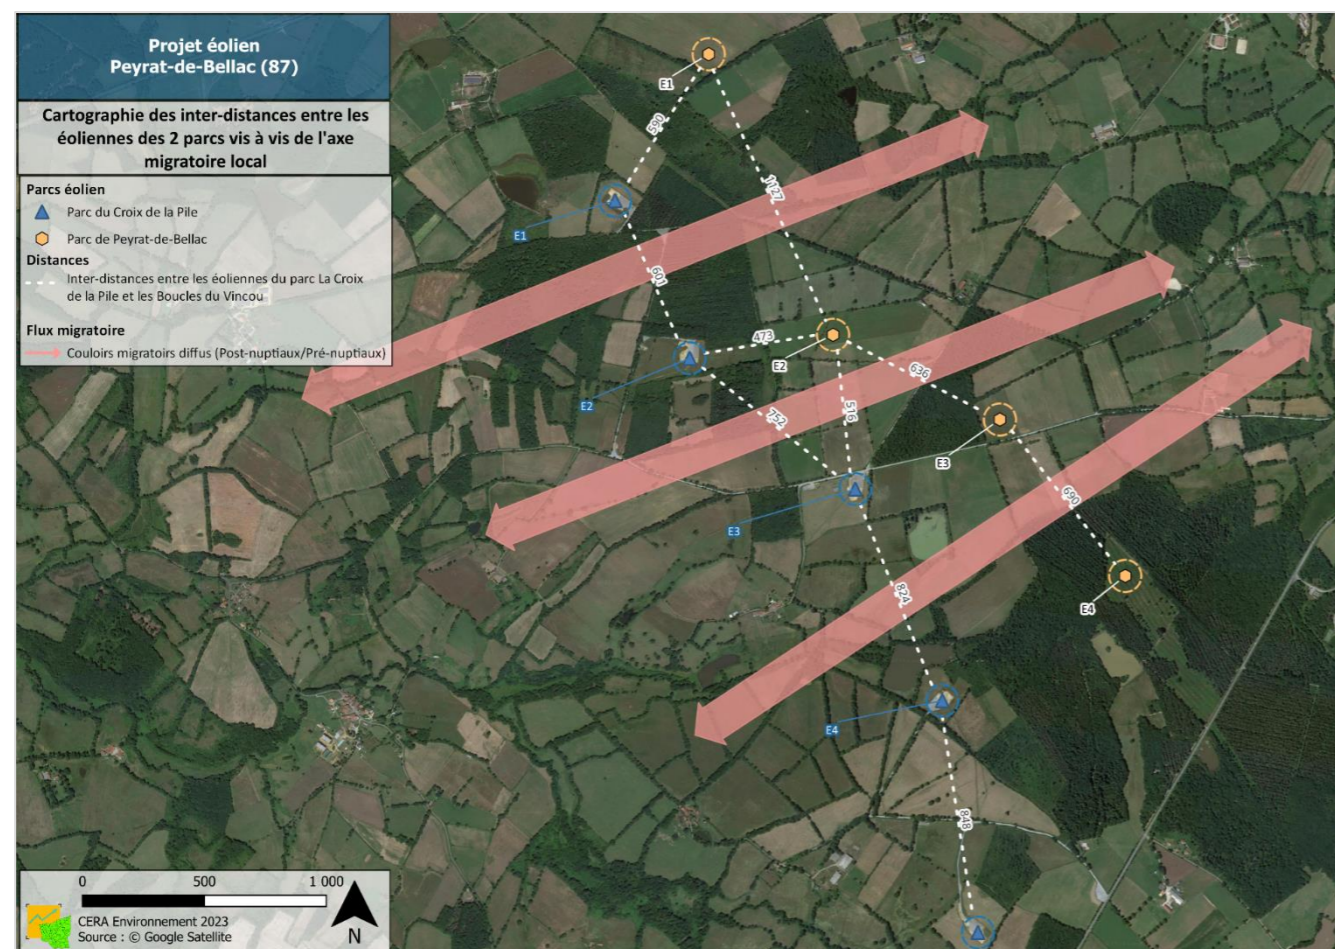 Projet éolien
Peyrat-de-Bellac (87)
Cartographie des inter-distances entre les
éoliennes des 2 parcs vis à vis de l'axe
migratoire local
Parcs éolien
Parc du Croix de la Pile
Parc de Peyrat-de-Bellac
Distances
Inter-distances entre les éoliennes du parc La Croix
de la Pile et les Boucles du Vincou
Flux migratoire
Couloirs migratoirs diffus (Post-nuptiaux/Pré-nuptiaux)
E1
590
1127
E1
601
473
E2
636
E2
752
516
E3
690
E3
824
E4
E4
848
0 500 1 000
CERA Environnement 2023
Source : © Google Satellite
N